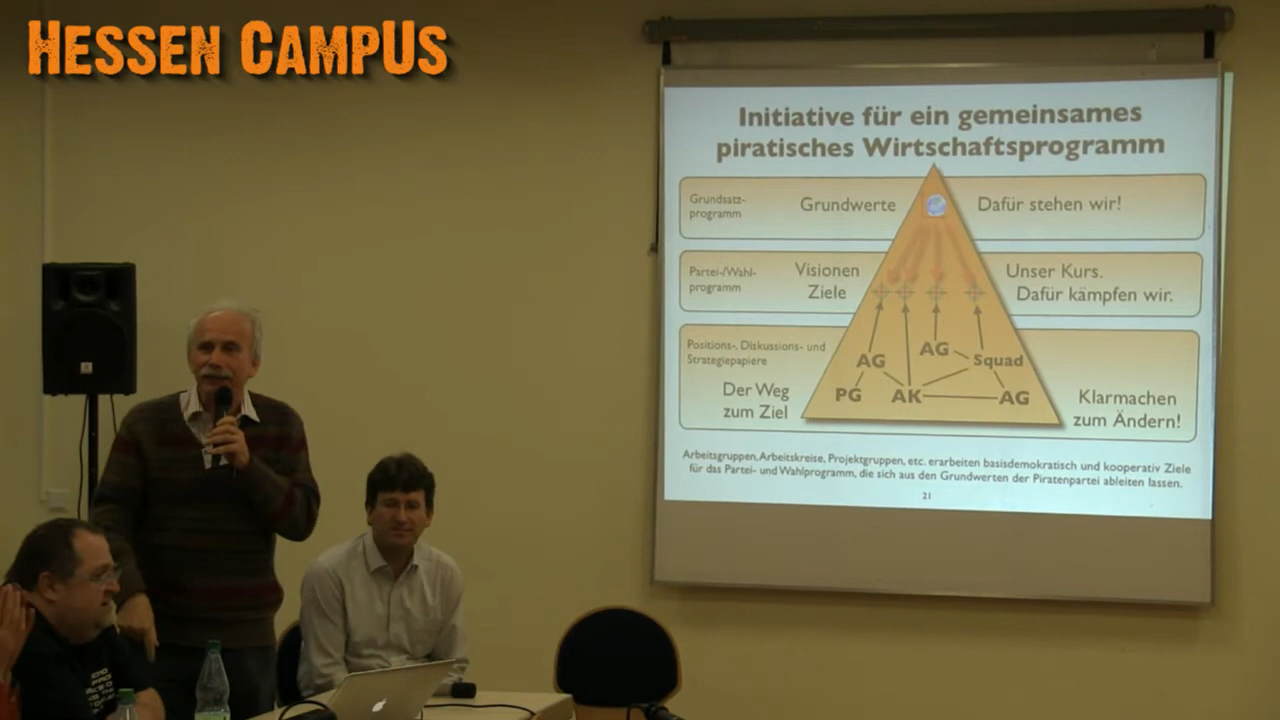 HESSEN CAMPUS
Initiative für ein gemeinsames
piratisches Wirtschaftsprogramm
Grundsatz-
programm
Grundwerte
Dafür stehen wir!
Partei-/Wahl-
programm
Visionen
Ziele
Unser Kurs.
Dafür kämpfen wir.
Positions-, Diskussions- und
Strategiepapiere
Der Weg
zum Ziel
AG
AG
Squad
PG
AK
AG
Klarmachen
zum Ändern!
Arbeitsgruppen, Arbeitskreise, Projektgruppen, etc. erarbeiten basisdemokratisch und kooperativ Ziele
für das Partei- und Wahlprogramm, die sich aus den Grundwerten der Piratenpartei ableiten lassen.
21